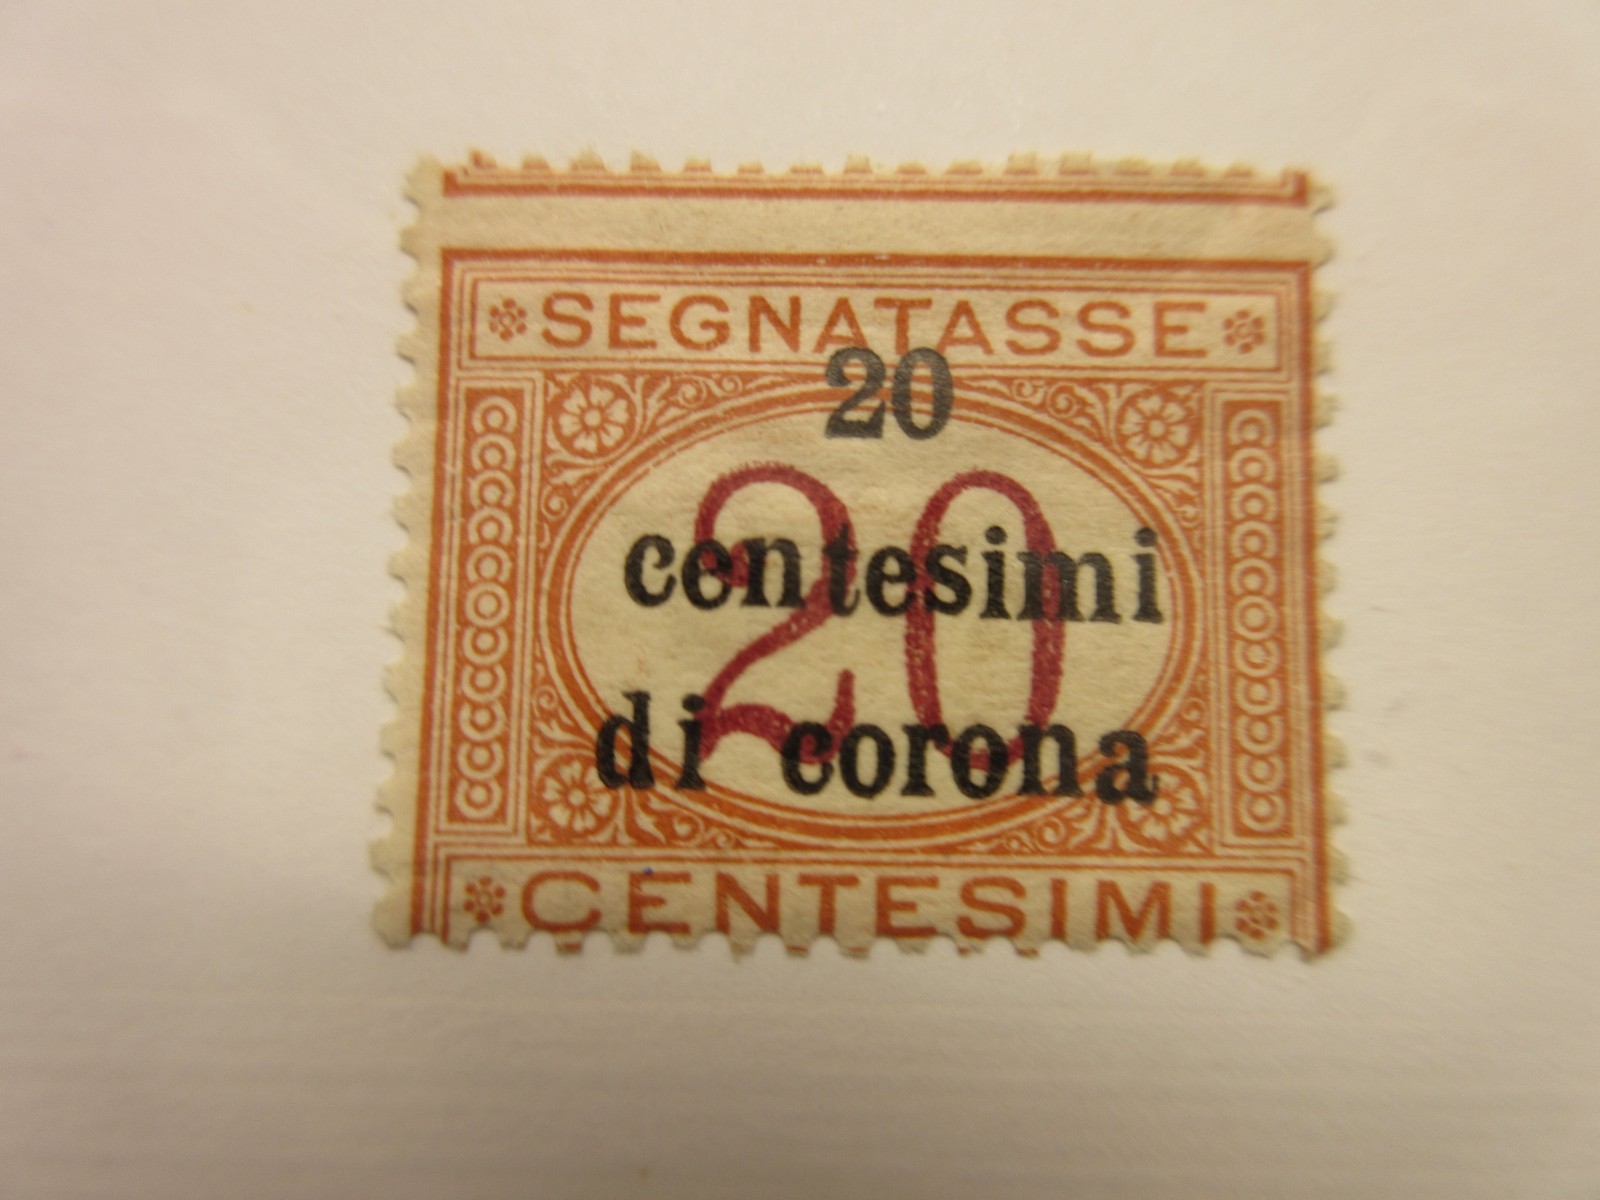 SEGNATASSE
20
20
centesimi
di corona
CENTESIMI